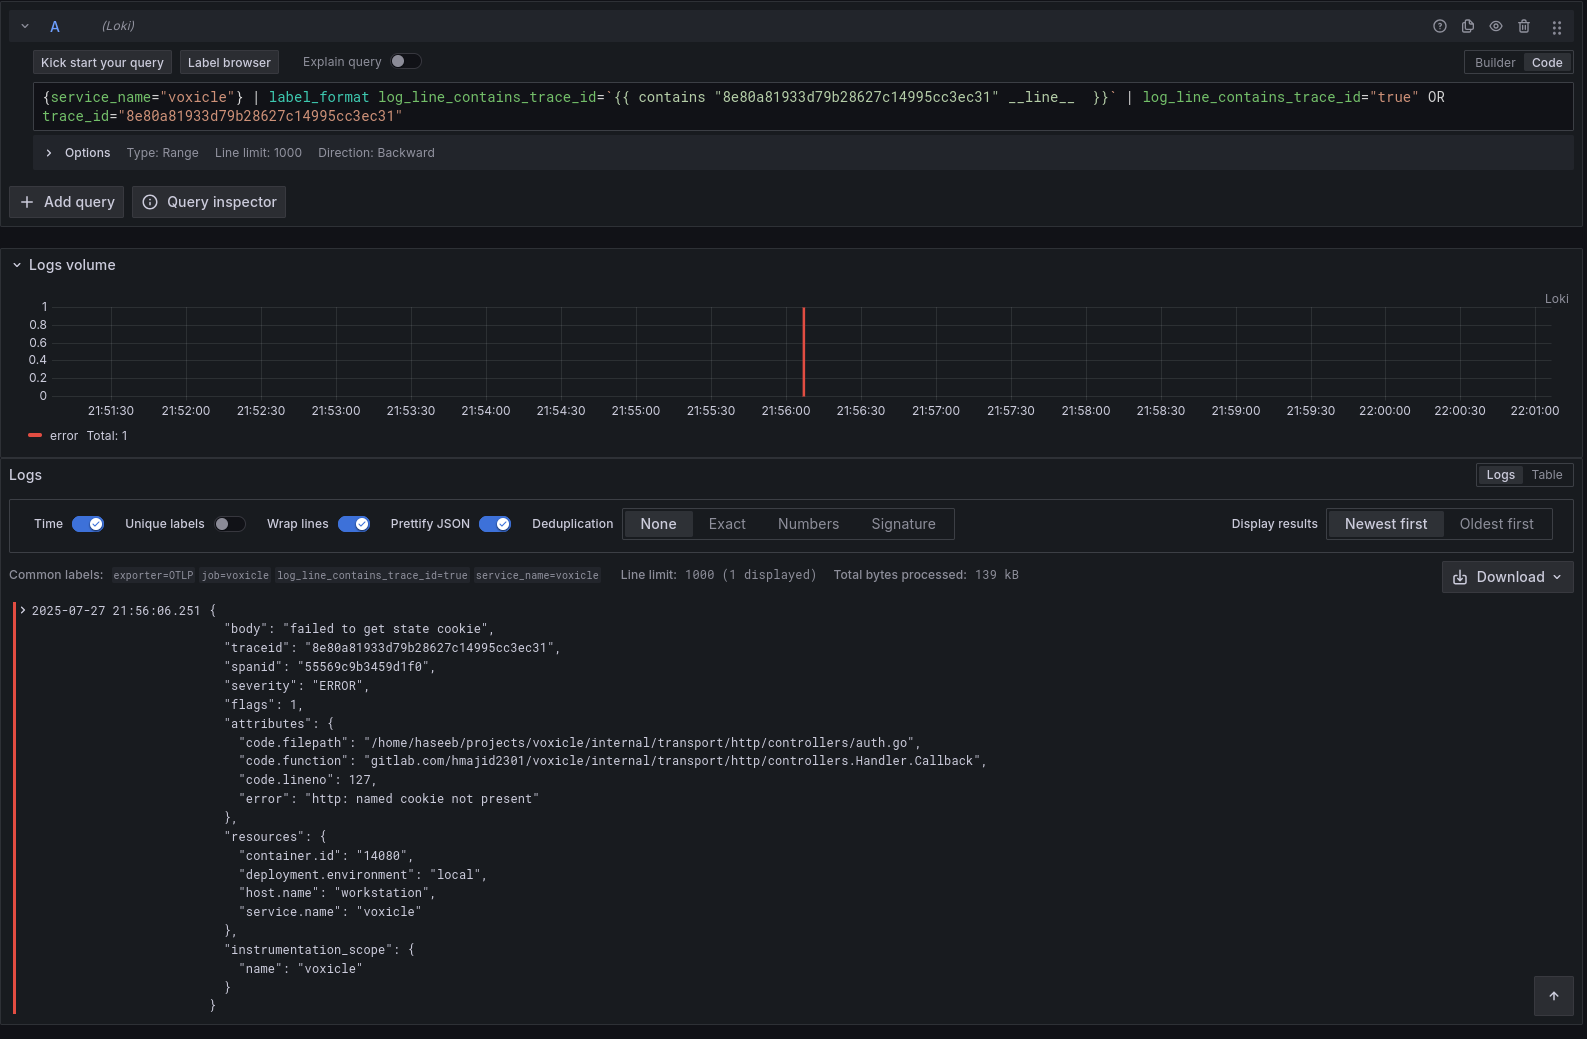 A (Loki)
Kick start your query Label browser Explain query Builder Code
{service_name="voxicle"} | label_format log_line_contains_trace_id=`{{ contains "8e80a81933d79b28627c14995cc3ec31" __line__  }}` | log_line_contains_trace_id="true" OR
trace_id="8e80a81933d79b28627c14995cc3ec31"
Options Type: Range Line limit: 1000 Direction: Backward
+ Add query Query inspector
Logs volume
Loki
1
0.8
0.6
0.4
0.2
0
21:51:30 21:52:00 21:52:30 21:53:00 21:53:30 21:54:00 21:54:30 21:55:00 21:55:30 21:56:00 21:56:30 21:57:00 21:57:30 21:58:00 21:58:30 21:59:00 21:59:30 22:00:00 22:00:30 22:01:00
error Total: 1
Logs Logs Table
Time Unique labels Wrap lines Prettify JSON Deduplication None Exact Numbers Signature Display results Newest first Oldest first
Common labels: exporter=OTLP job=voxicle log_line_contains_trace_id=true service_name=voxicle Line limit: 1000 (1 displayed) Total bytes processed: 139 kB Download
2025-07-27 21:56:06.251 {
"body": "failed to get state cookie",
"traceid": "8e80a81933d79b28627c14995cc3ec31",
"spanid": "55569c9b3459d1f0",
"severity": "ERROR",
"flags": 1,
"attributes": {
"code.filepath": "/home/haseeb/projects/voxicle/internal/transport/http/controllers/auth.go",
"code.function": "gitlab.com/hmajid2301/voxicle/internal/transport/http/controllers.Handler.Callback",
"code.lineno": 127,
"error": "http: named cookie not present"
},
"resources": {
"container.id": "14080",
"deployment.environment": "local",
"host.name": "workstation",
"service.name": "voxicle"
},
"instrumentation_scope": {
"name": "voxicle"
}
}